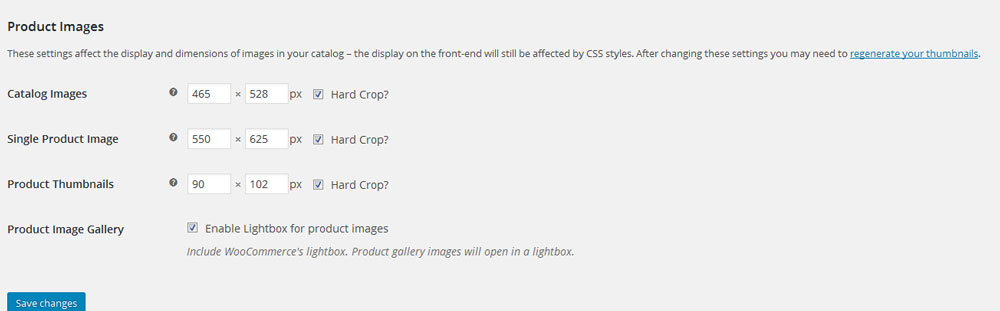 Product Images
These settings affect the display and dimensions of images in your catalog – the display on the front-end will still be affected by CSS styles. After changing these settings you may need to regenerate your thumbnails.
Catalog Images ? 465 × 528 px Hard Crop?
Single Product Image ? 550 × 625 px Hard Crop?
Product Thumbnails ? 90 × 102 px Hard Crop?
Product Image Gallery Enable Lightbox for product images
Include WooCommerce's lightbox. Product gallery images will open in a lightbox.
Save changes